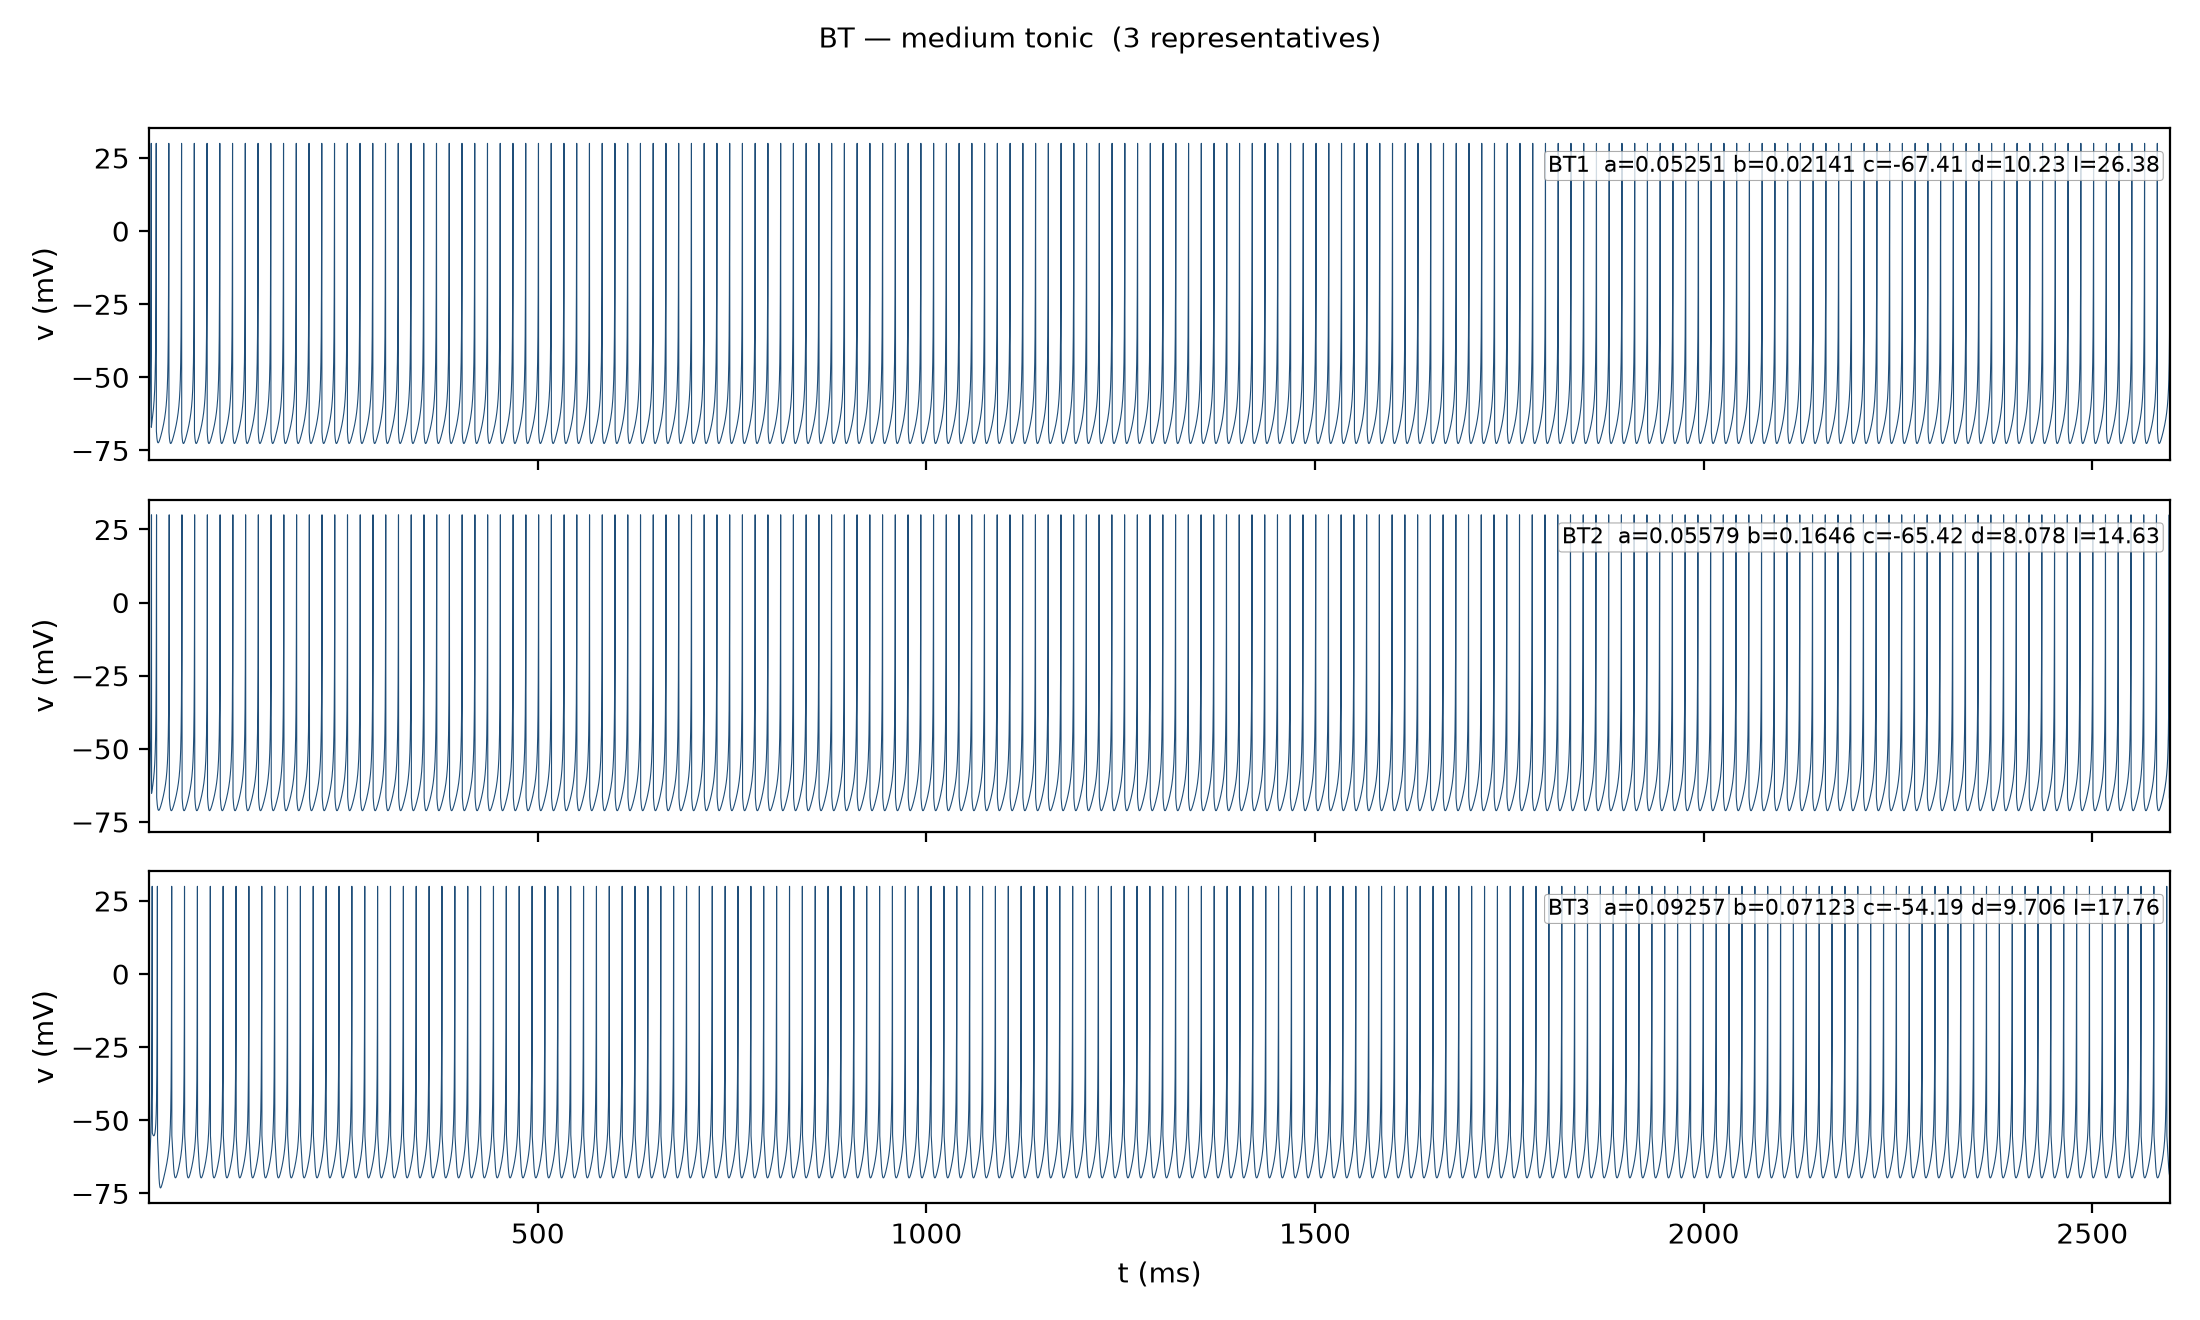 BT — medium tonic  (3 representatives)
25
0
−25
−50
−75
v (mV)
BT1  a=0.05251 b=0.02141 c=-67.41 d=10.23 I=26.38
25
0
−25
−50
−75
v (mV)
BT2  a=0.05579 b=0.1646 c=-65.42 d=8.078 I=14.63
25
0
−25
−50
−75
v (mV)
BT3  a=0.09257 b=0.07123 c=-54.19 d=9.706 I=17.76
500 1000 1500 2000 2500
t (ms)